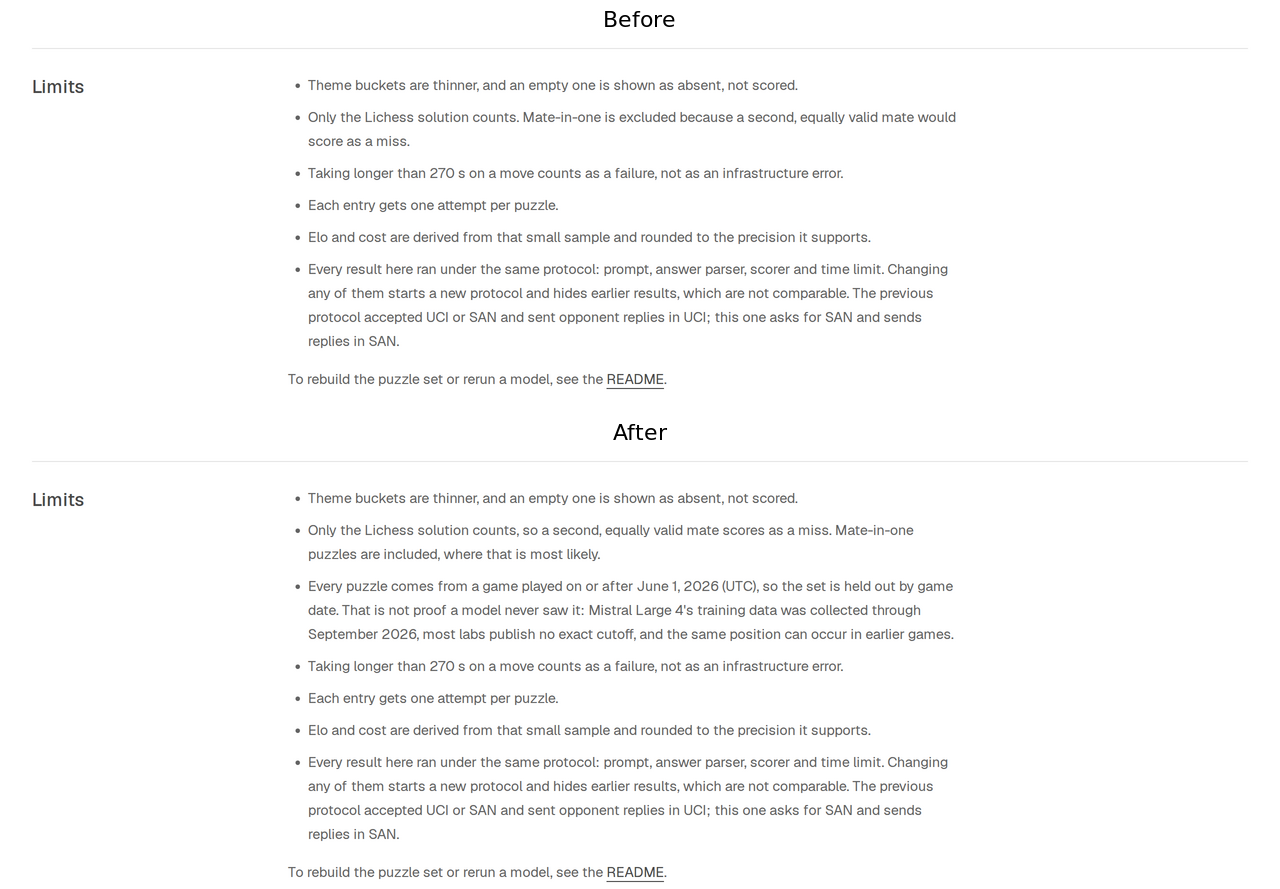 Before
Limits
• Theme buckets are thinner, and an empty one is shown as absent, not scored.
• Only the Lichess solution counts. Mate-in-one is excluded because a second, equally valid mate would
score as a miss.
• Taking longer than 270 s on a move counts as a failure, not as an infrastructure error.
• Each entry gets one attempt per puzzle.
• Elo and cost are derived from that small sample and rounded to the precision it supports.
• Every result here ran under the same protocol: prompt, answer parser, scorer and time limit. Changing
any of them starts a new protocol and hides earlier results, which are not comparable. The previous
protocol accepted UCI or SAN and sent opponent replies in UCI; this one asks for SAN and sends
replies in SAN.
To rebuild the puzzle set or rerun a model, see the README.
After
Limits
• Theme buckets are thinner, and an empty one is shown as absent, not scored.
• Only the Lichess solution counts, so a second, equally valid mate scores as a miss. Mate-in-one
puzzles are included, where that is most likely.
• Every puzzle comes from a game played on or after June 1, 2026 (UTC), so the set is held out by game
date. That is not proof a model never saw it: Mistral Large 4's training data was collected through
September 2026, most labs publish no exact cutoff, and the same position can occur in earlier games.
• Taking longer than 270 s on a move counts as a failure, not as an infrastructure error.
• Each entry gets one attempt per puzzle.
• Elo and cost are derived from that small sample and rounded to the precision it supports.
• Every result here ran under the same protocol: prompt, answer parser, scorer and time limit. Changing
any of them starts a new protocol and hides earlier results, which are not comparable. The previous
protocol accepted UCI or SAN and sent opponent replies in UCI; this one asks for SAN and sends
replies in SAN.
To rebuild the puzzle set or rerun a model, see the README.